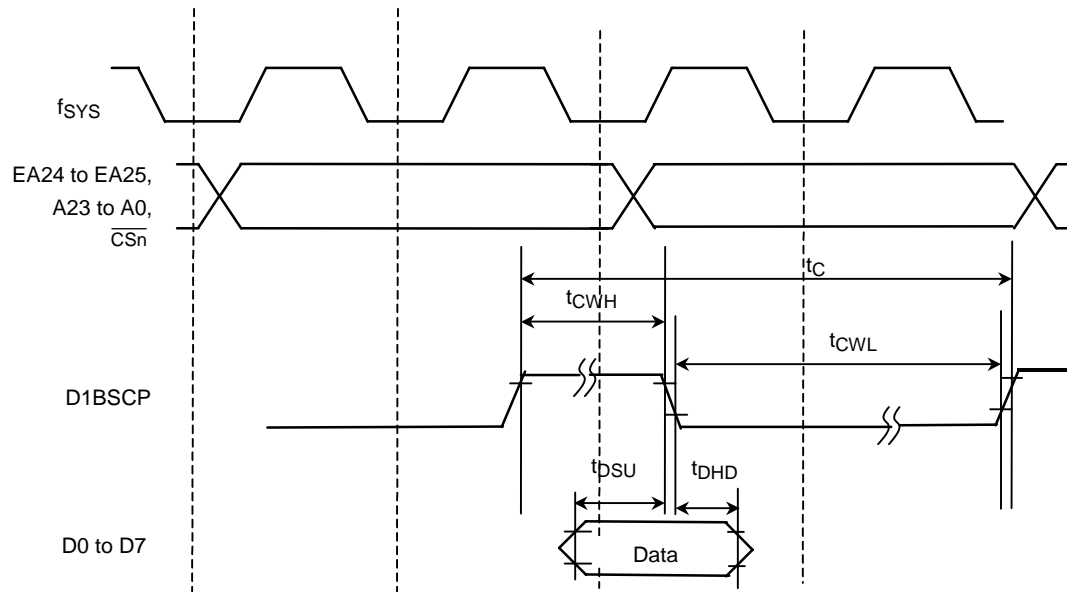 fSYS
EA24 to EA25,
A23 to A0,
CSn
tC
tCWH
tCWL
D1BSCP
tDSU
tDHD
D0 to D7
Data